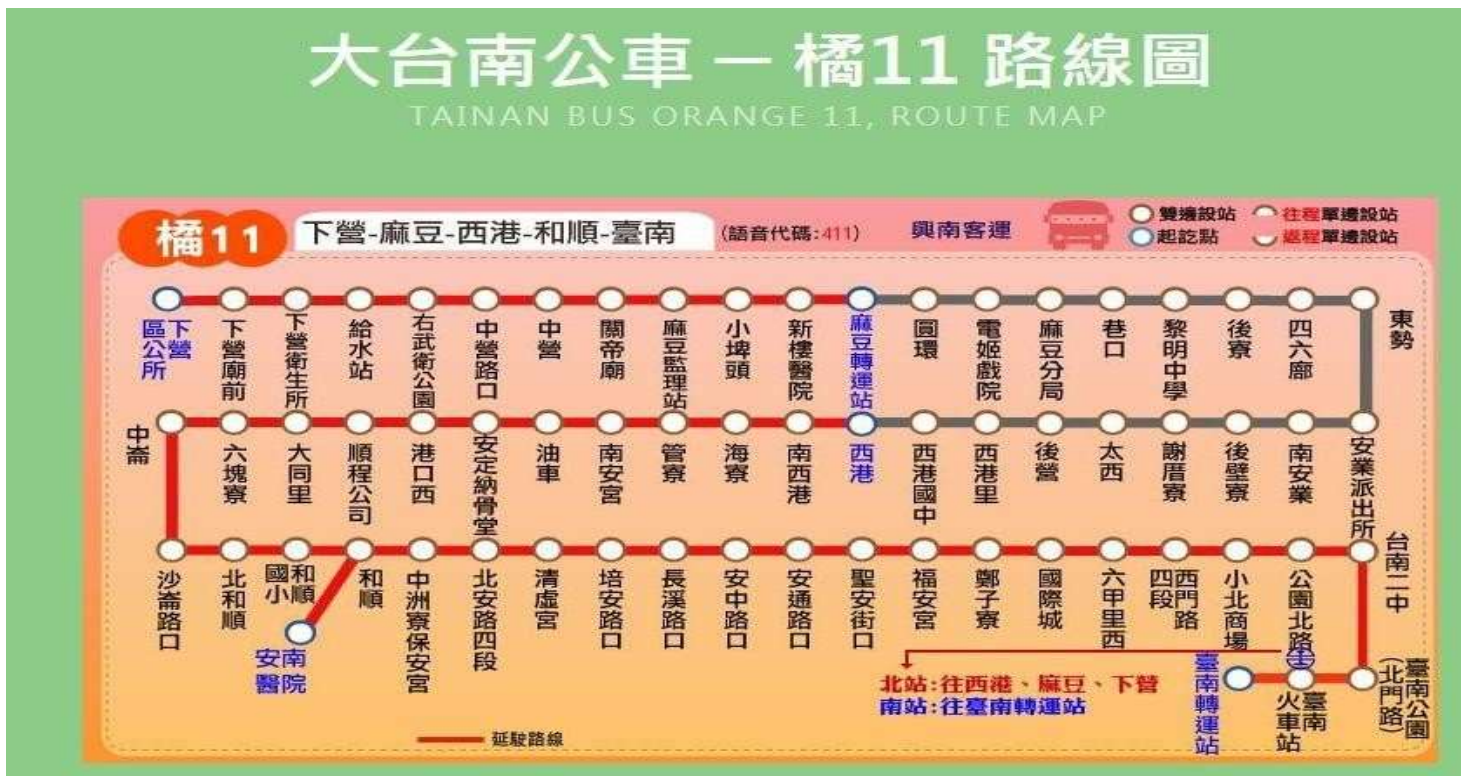 大台南公車 — 橘11 路線圖
TAINAN BUS ORANGE 11, ROUTE MAP
橘11
下營-麻豆-西港-和順-臺南
(語音代碼:411)
興南客運
雙邊設站
往程單邊設站
起訖點
返程單邊設站
下營區公所
下營廟前
下營衛生所
給水站
右武衛公園
中營路口
中營
關帝廟
麻豆監理站
小埤頭
新樓醫院
麻豆轉運站
圓環
電姬戲院
麻豆分局
巷口
黎明中學
後寮
四六廍
東勢
中崙
六塊寮
大同里
順程公司
港口西
安定納骨堂
油車
南安宮
管寮
海寮
南西港
西港
西港國中
西港里
後營
太西
謝厝寮
後壁寮
南安業
安業派出所
沙崙路口
北和順
和順國小
和順
中洲寮保安宮
北安路四段
清虛宮
培安路口
長溪路口
安中路口
安通路口
聖安街口
福安宮
鄭子寮
國際城
六甲里西
西門路四段
小北商場
公園北路
台南二中
安南醫院
北站:往西港、麻豆、下營
南站:往臺南轉運站
臺南轉運站
臺南火車站
臺南公園(北門路)
延駛路線